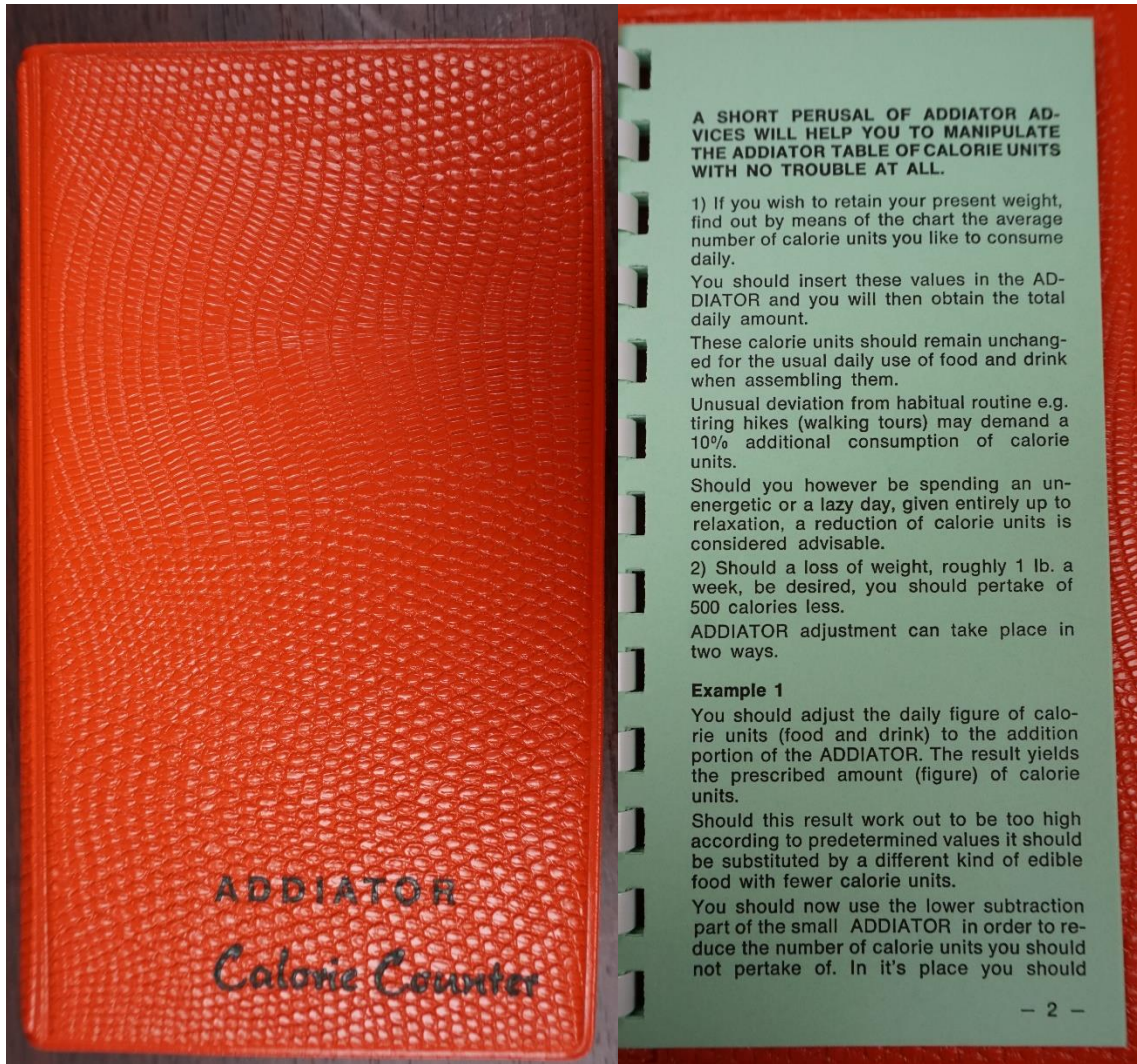 ADDIATOR
Calorie Counter
A SHORT PERUSAL OF ADDIATOR AD-
VICES WILL HELP YOU TO MANIPULATE
THE ADDIATOR TABLE OF CALORIE UNITS
WITH NO TROUBLE AT ALL.
1) If you wish to retain your present weight,
find out by means of the chart the average
number of calorie units you like to consume
daily.
You should insert these values in the AD-
DIATOR and you will then obtain the total
daily amount.
These calorie units should remain unchang-
ed for the usual daily use of food and drink
when assembling them.
Unusual deviation from habitual routine e.g.
tiring hikes (walking tours) may demand a
10% additional consumption of calorie
units.
Should you however be spending an un-
energetic or a lazy day, given entirely up to
relaxation, a reduction of calorie units is
considered advisable.
2) Should a loss of weight, roughly 1 lb. a
week, be desired, you should pertake of
500 calories less.
ADDIATOR adjustment can take place in
two ways.
Example 1
You should adjust the daily figure of calo-
rie units (food and drink) to the addition
portion of the ADDIATOR. The result yields
the prescribed amount (figure) of calorie
units.
Should this result work out to be too high
according to predetermined values it should
be substituted by a different kind of edible
food with fewer calorie units.
You should now use the lower subtraction
part of the small ADDIATOR in order to re-
duce the number of calorie units you should
not pertake of. In it's place you should
— 2 —